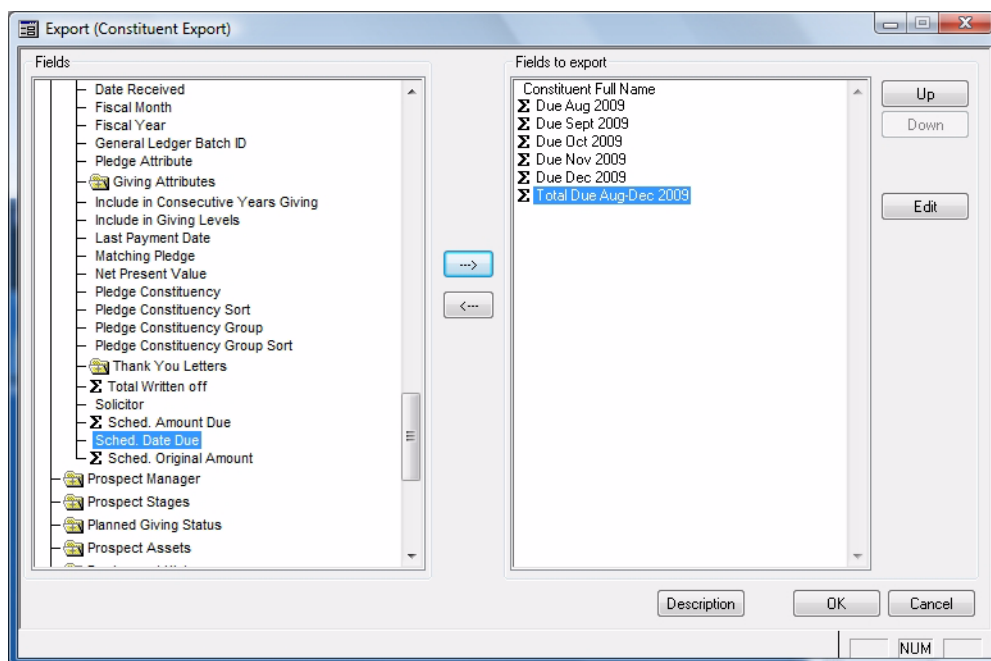 Export (Constituent Export)
Fields
Date Received
Fiscal Month
Fiscal Year
General Ledger Batch ID
Pledge Attribute
Giving Attributes
Include in Consecutive Years Giving
Include in Giving Levels
Last Payment Date
Matching Pledge
Net Present Value
Pledge Constituency
Pledge Constituency Sort
Pledge Constituency Group
Pledge Constituency Group Sort
Thank You Letters
Σ Total Written off
Solicitor
Σ Sched. Amount Due
Sched. Date Due
Σ Sched. Original Amount
Prospect Manager
Prospect Stages
Planned Giving Status
Prospect Assets
--->
<---
Fields to export
Constituent Full Name
Σ Due Aug 2009
Σ Due Sept 2009
Σ Due Oct 2009
Σ Due Nov 2009
Σ Due Dec 2009
Σ Total Due Aug-Dec 2009
Up
Down
Edit
Description
OK
Cancel
NUM